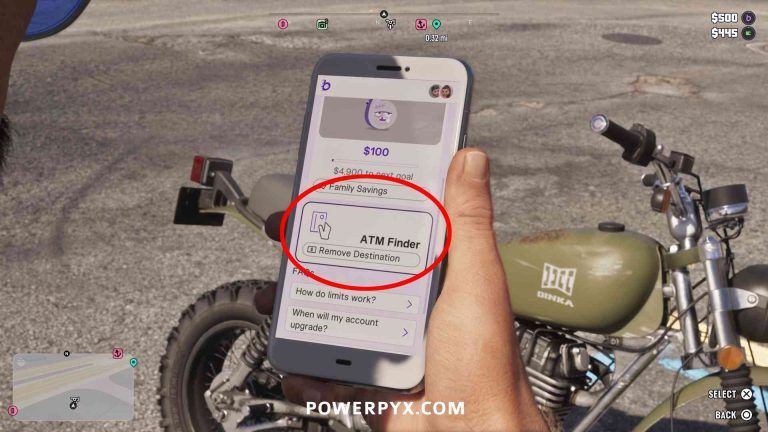 $500
$445
0.32 mi
b
$100
$4,900 to next goal
Family Savings
ATM Finder
Remove Destination
FAQs
How do limits work?
When will my account
upgrade?
DINKA
SELECT
BACK
POWERPYX.COM